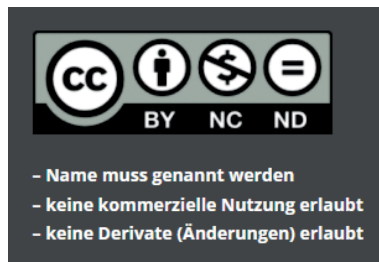 cc
BY NC ND
– Name muss genannt werden
– keine kommerzielle Nutzung erlaubt
– keine Derivate (Änderungen) erlaubt